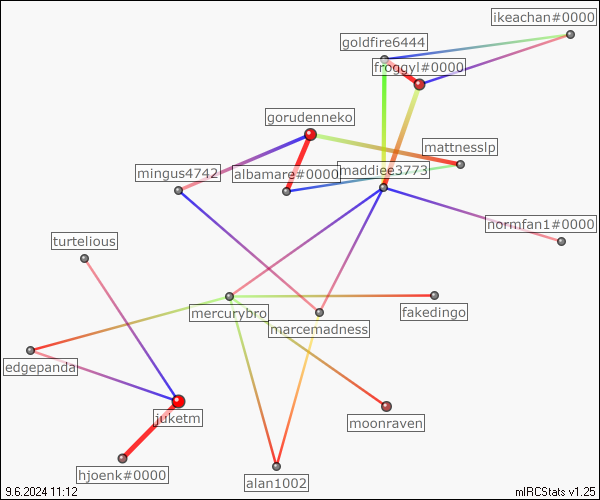 ikeachan#0000
goldfire6444
froggyl#0000
gorudenneko
mattnesslp
mingus4742
albamare#0000
maddiee3773
normfan1#0000
turtelious
mercurybro
marcemadness
fakedingo
edgepanda
juketm
moonraven
hjoenk#0000
alan1002
9.6.2024 11:12
mIRCStats v1.25